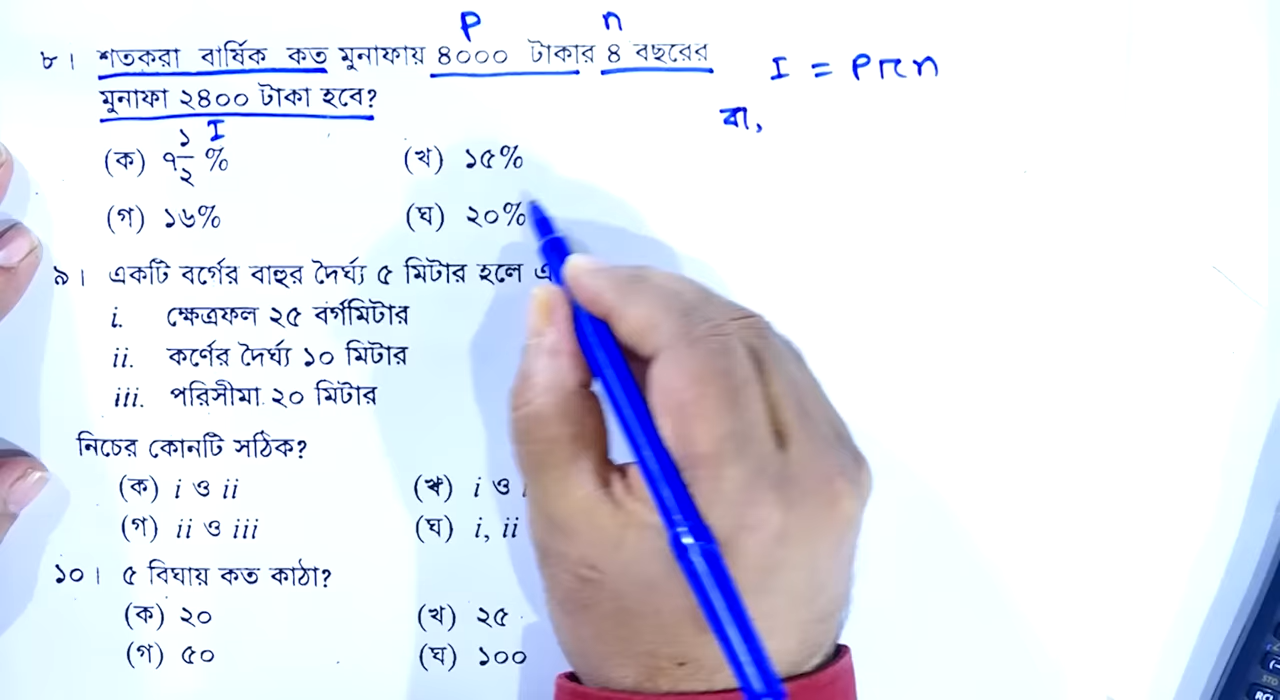 P n
৮। শতকরা বার্ষিক কত মুনাফায় ৪০০০ টাকার ৪ বছরের
মুনাফা ২৪০০ টাকা হবে?
I
(ক) ৭ ১/২ % (খ) ১৫%
(গ) ১৬% (ঘ) ২০%
I = Prn
বা,
৯। একটি বর্গের বাহুর দৈর্ঘ্য ৫ মিটার হলে
i. ক্ষেত্রফল ২৫ বর্গমিটার
ii. কর্ণের দৈর্ঘ্য ১০ মিটার
iii. পরিসীমা ২০ মিটার
নিচের কোনটি সঠিক?
(ক) i ও ii (খ) i ও
(গ) ii ও iii (ঘ) i, ii
১০। ৫ বিঘায় কত কাঠা?
(ক) ২০ (খ) ২৫
(গ) ৫০ (ঘ) ১০০